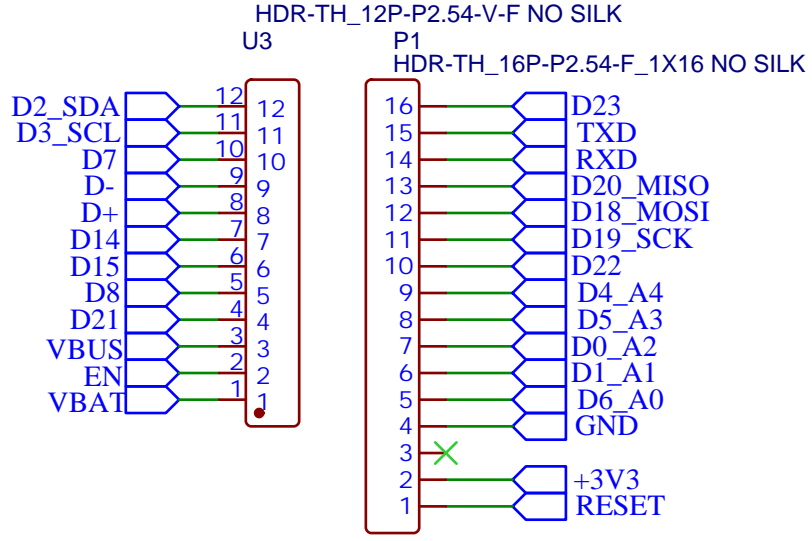 HDR-TH_12P-P2.54-V-F NO SILK
U3
P1
HDR-TH_16P-P2.54-F_1X16 NO SILK
D2_SDA 12 12
D3_SCL 11 11
D7 10 10
D- 9 9
D+ 8 8
D14 7 7
D15 6 6
D8 5 5
D21 4 4
VBUS 3 3
EN 2 2
VBAT 1 1
16 D23
15 TXD
14 RXD
13 D20_MISO
12 D18_MOSI
11 D19_SCK
10 D22
9 D4_A4
8 D5_A3
7 D0_A2
6 D1_A1
5 D6_A0
4 GND
3
2 +3V3
1 RESET